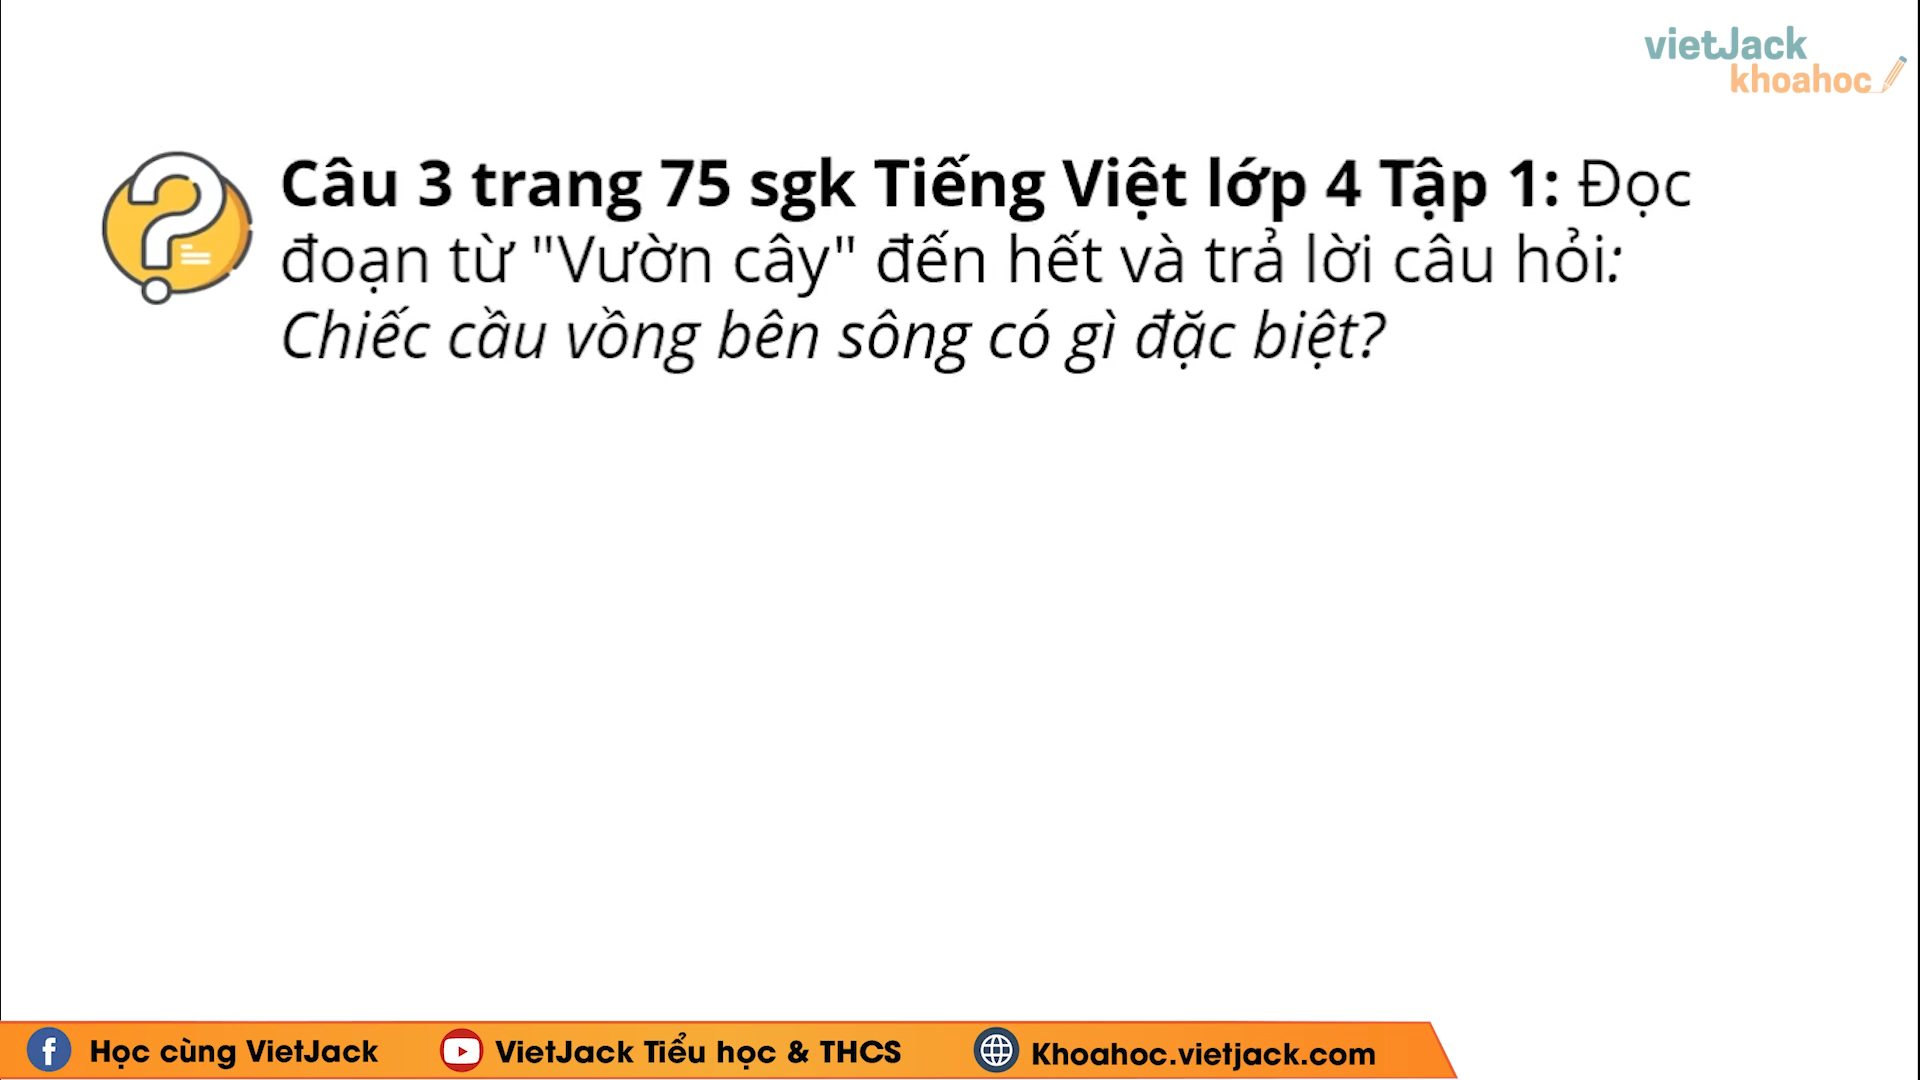 vietJack
khoahoc
Câu 3 trang 75 sgk Tiếng Việt lớp 4 Tập 1: Đọc
đoạn từ "Vườn cây" đến hết và trả lời câu hỏi:
Chiếc cầu vồng bên sông có gì đặc biệt?
Học cùng VietJack
VietJack Tiểu học & THCS
Khoahoc.vietjack.com